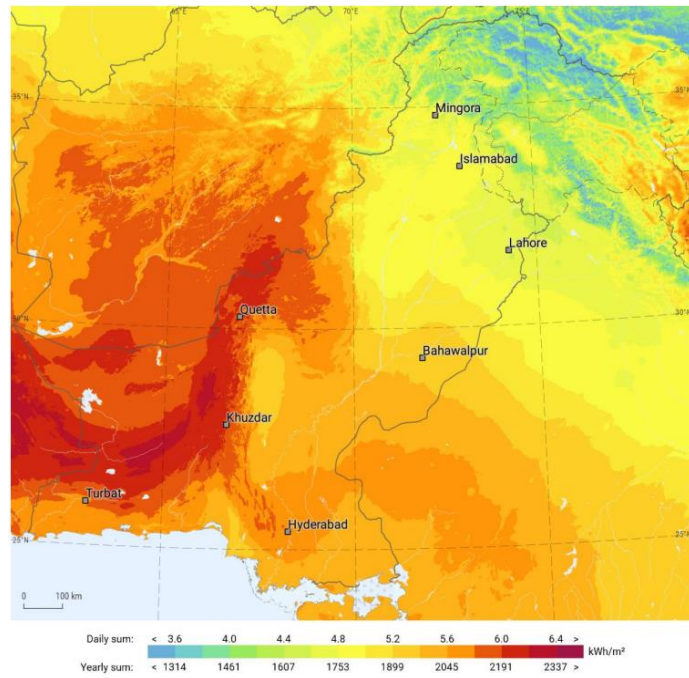 65°E 70°E 75°E
35°N 35°N
Mingora
Islamabad
Lahore
Quetta
30°N 30°N
Bahawalpur
Khuzdar
Turbat
Hyderabad
25°N 25°N
0 100 km
Daily sum: < 3.6 4.0 4.4 4.8 5.2 5.6 6.0 6.4 > kWh/m²
Yearly sum: < 1314 1461 1607 1753 1899 2045 2191 2337 >